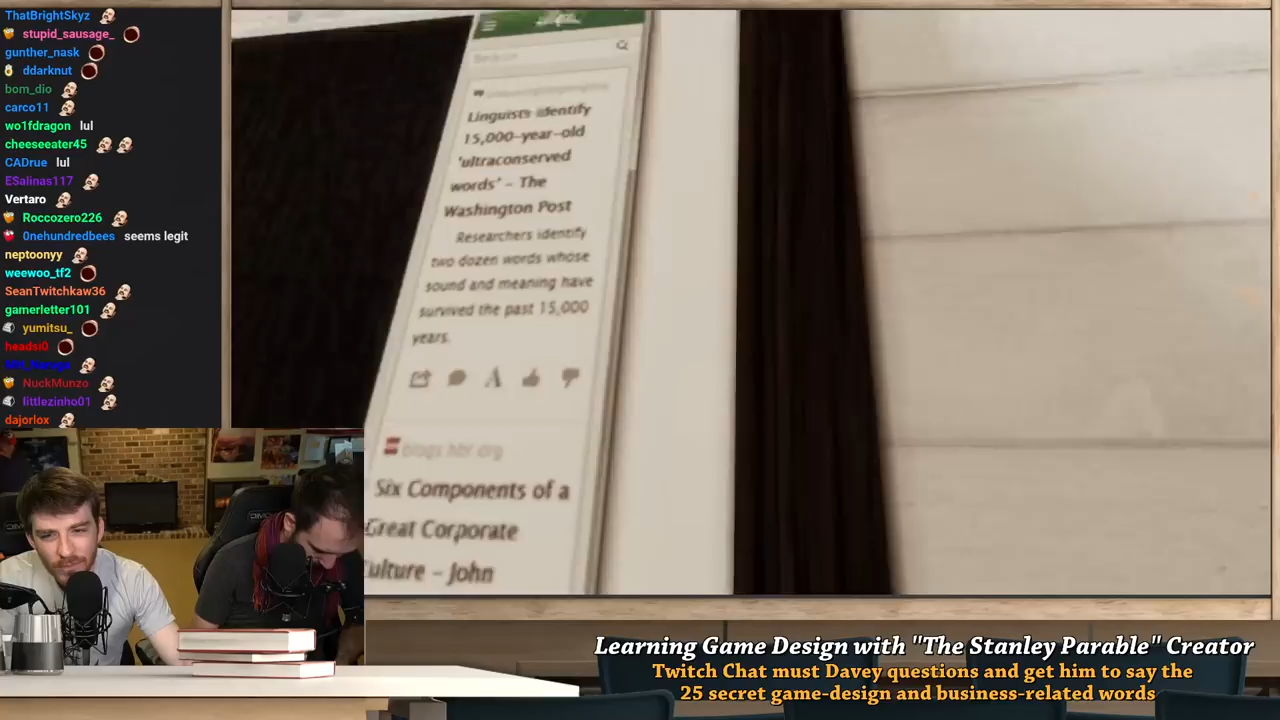 ThatBrightSkyz
stupid_sausage_
gunther_nask
ddarknut
bom_dio
carco11
wo1fdragon lul
cheeseeater45
CADrue lul
ESalinas117
Vertaro
Roccozero226
0nehundredbees seems legit
neptoonyy
weewoo_tf2
SeanTwitchkaw36
gamerletter101
yumitsu_
headsi0
NuckMunzo
littlezinho01
dajorlox
Linguists identify
15,000-year-old
'ultraconserved
words' - The
Washington Post
Researchers identify
two dozen words whose
sound and meaning have
survived the past 15,000
years.
blogs.hbr.org
Six Components of a
Great Corporate
Culture - John
Learning Game Design with "The Stanley Parable" Creator
Twitch Chat must Davey questions and get him to say the
25 secret game-design and business-related words